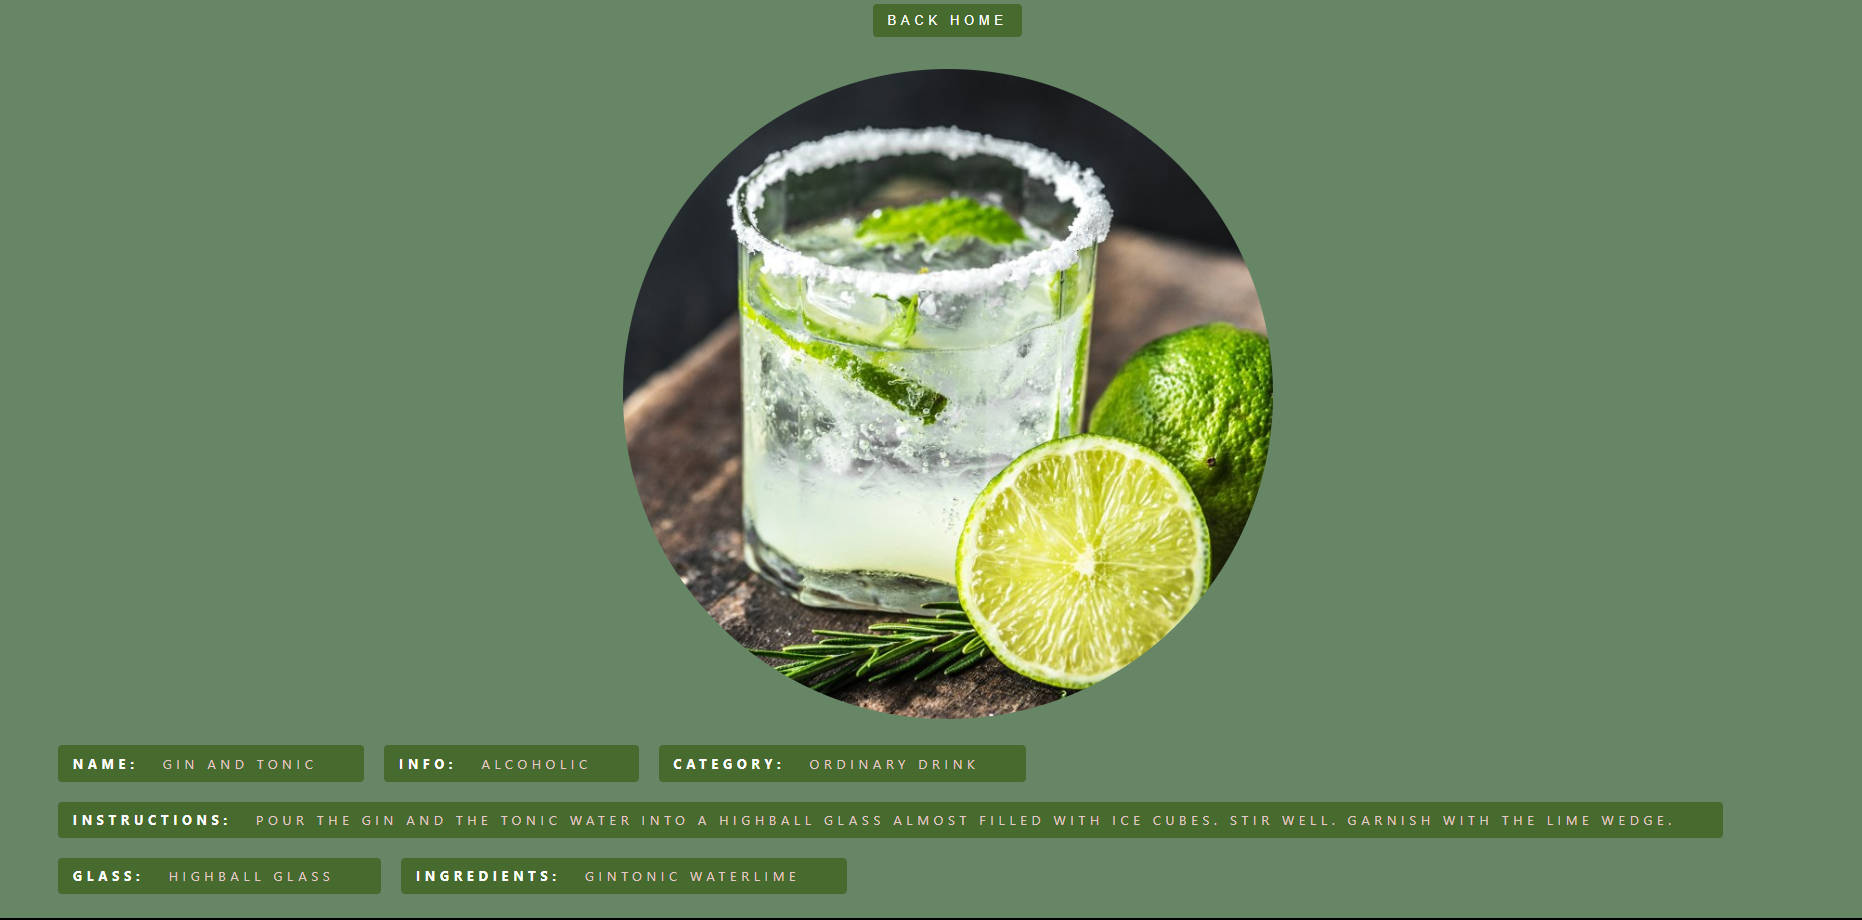 BACK HOME
NAME: GIN AND TONIC INFO: ALCOHOLIC CATEGORY: ORDINARY DRINK
INSTRUCTIONS: POUR THE GIN AND THE TONIC WATER INTO A HIGHBALL GLASS ALMOST FILLED WITH ICE CUBES. STIR WELL. GARNISH WITH THE LIME WEDGE.
GLASS: HIGHBALL GLASS INGREDIENTS: GINTONIC WATERLIME